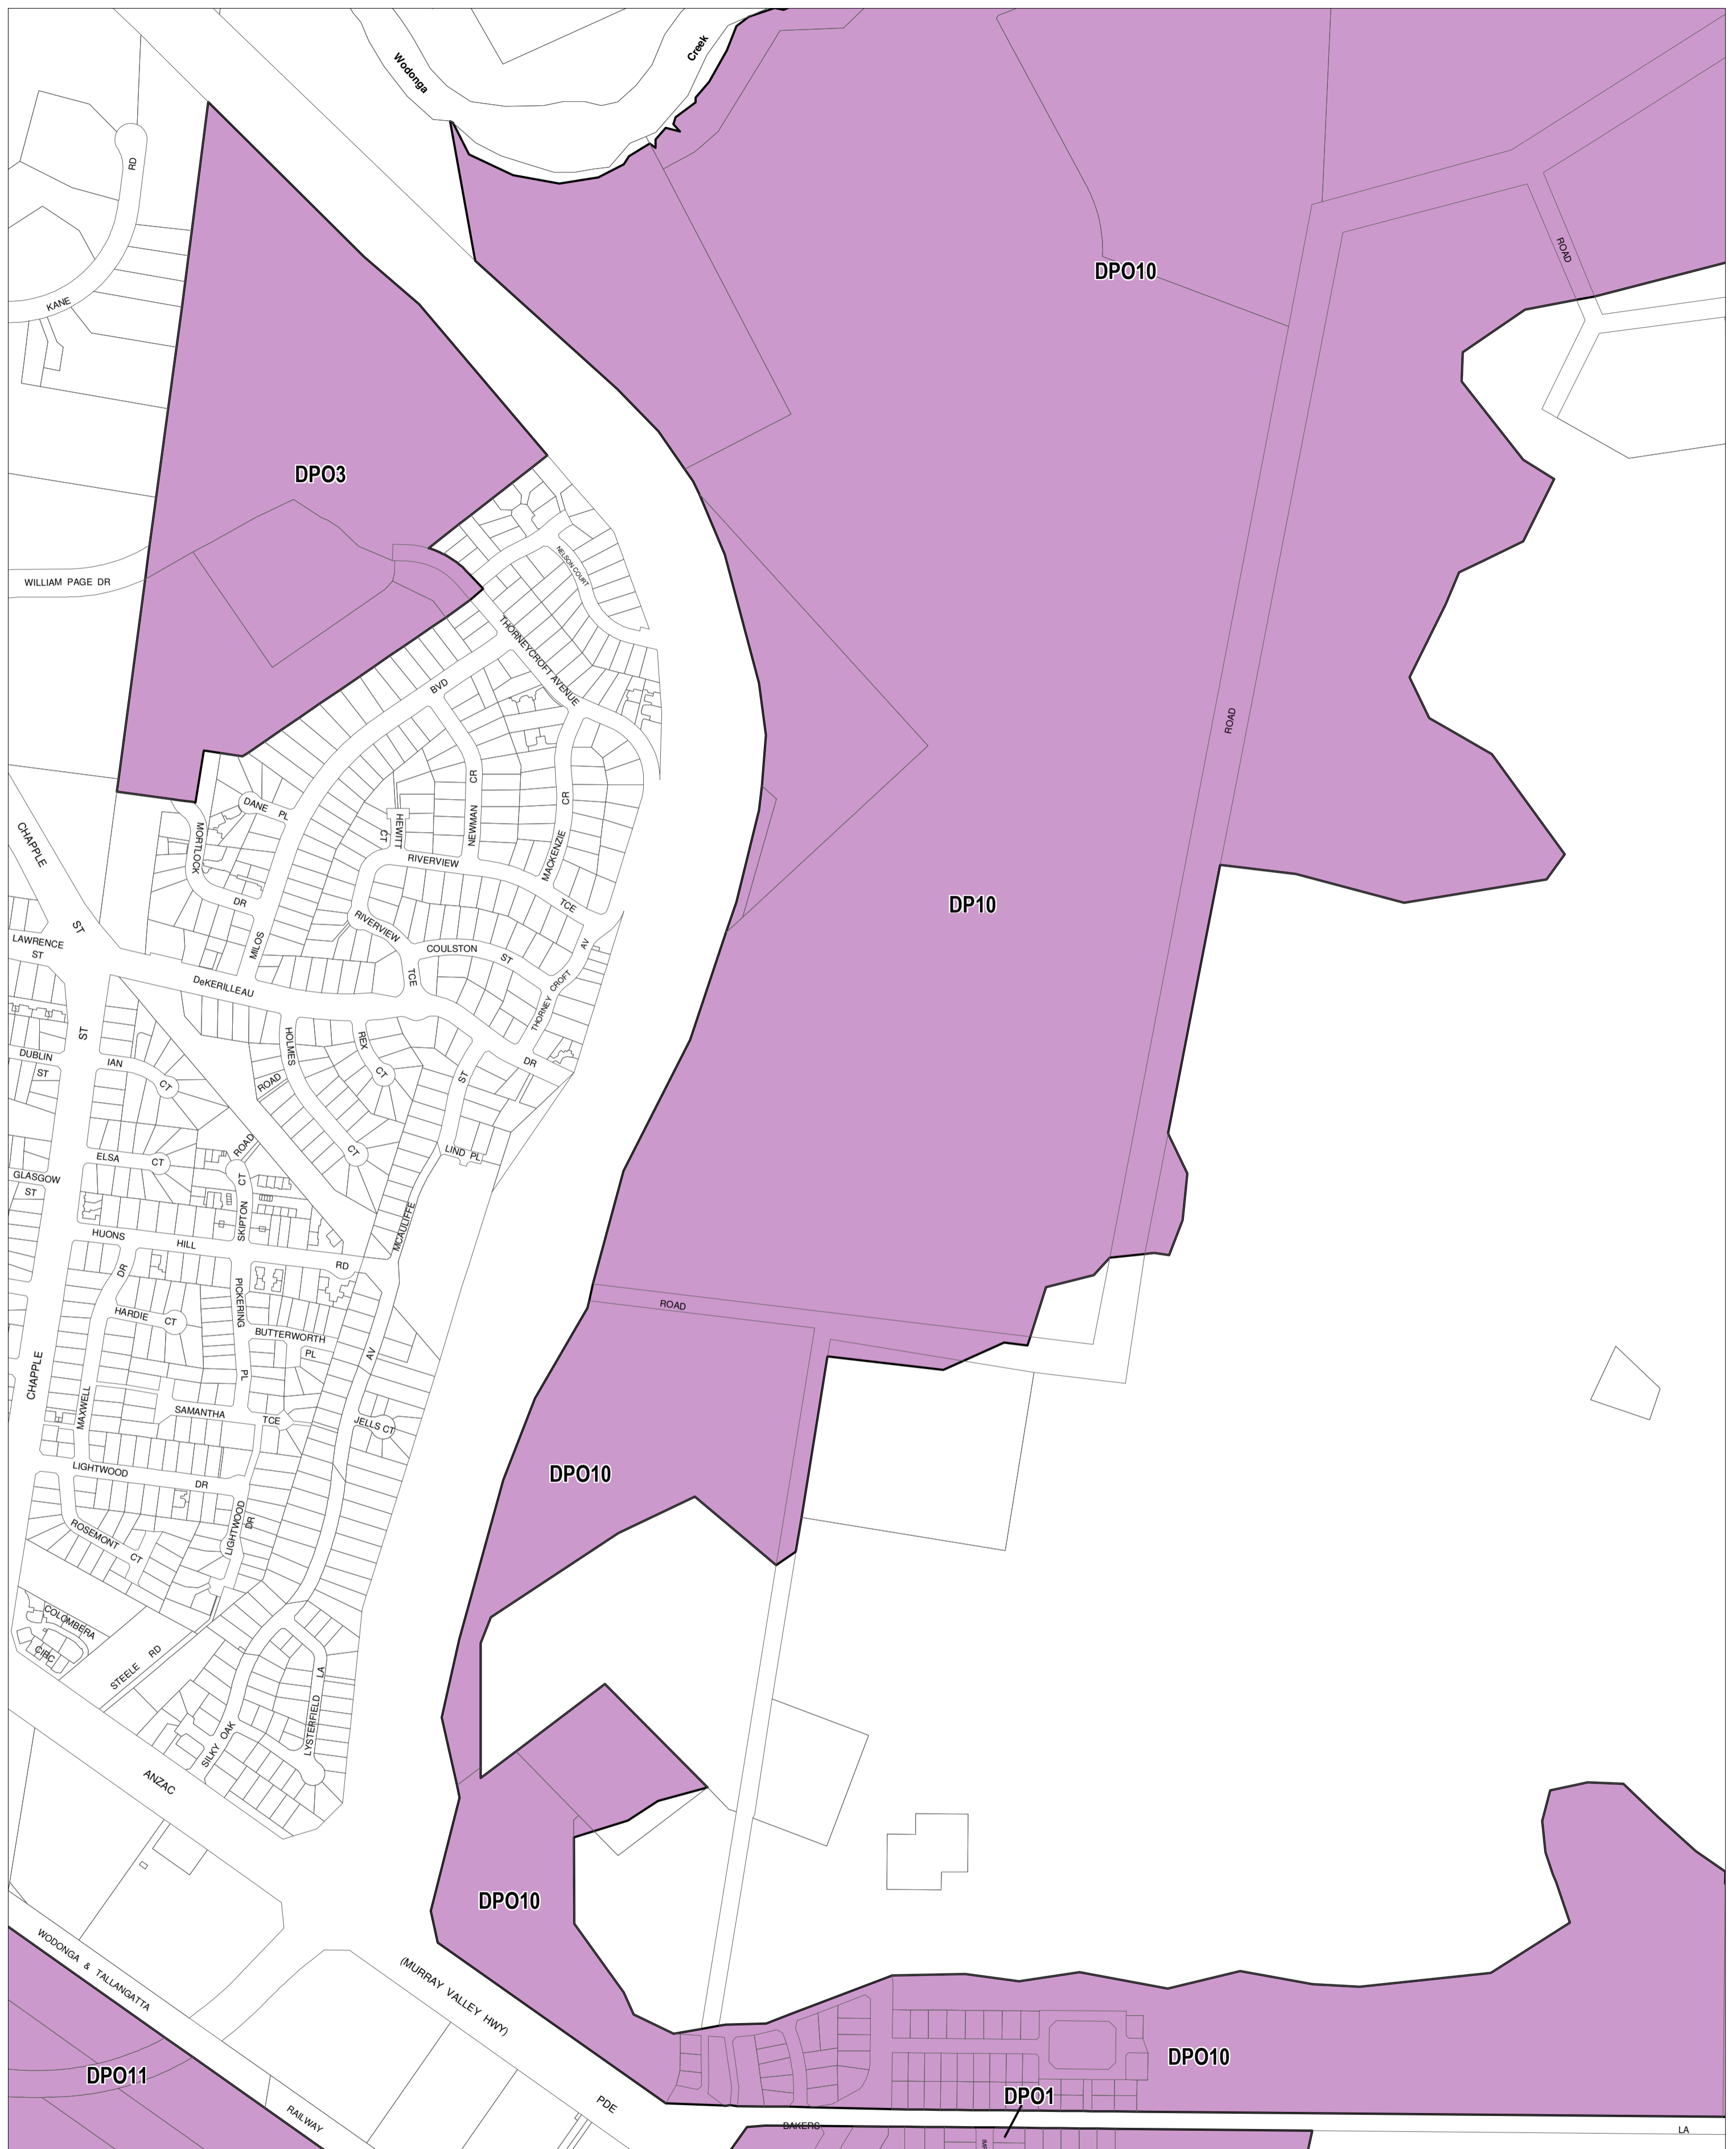 Wodonga
Creek
RD
KANE
DPO10
ROAD
DPO3
WILLIAM PAGE DR
NELSON COURT
THORNEYCROFT AVENUE
BVD
ROAD
CR
NEWMAN
CR
MACKENZIE
HEWITT
CT
DANE PL
MORTLOCK
DR
CHAPPLE
ST
RIVERVIEW
TCE
RIVERVIEW
TCE
COULSTON
ST
AV
THORNEY CROFT
DP10
LAWRENCE
ST
MILOS
DeKERILLEAU
DR
ST
DUBLIN
ST
IAN
CT
HOLMES
CT
REX
CT
ROAD
ST
LIND PL
ELSA CT
ROAD
GLASGOW
ST
CT
SKIPTON
MCAULIFFE
HUONS
HILL
RD
DR
PICKERING
PL
HARDIE CT
BUTTERWORTH
PL
AV
ROAD
CHAPPLE
MAXWELL
SAMANTHA
TCE
JELLS CT
LIGHTWOOD
DR
LIGHTWOOD
DR
DPO10
ROSEMONT
CT
COLOMBERA
CIRC
STEELE RD
LA
LYSTERFIELD
SILKY OAK
ANZAC
DPO10
WODONGA & TALLANGATTA
(MURRAY VALLEY HWY)
DPO11
RAILWAY
PDE
DPO10
DPO1
BAKERS
LA